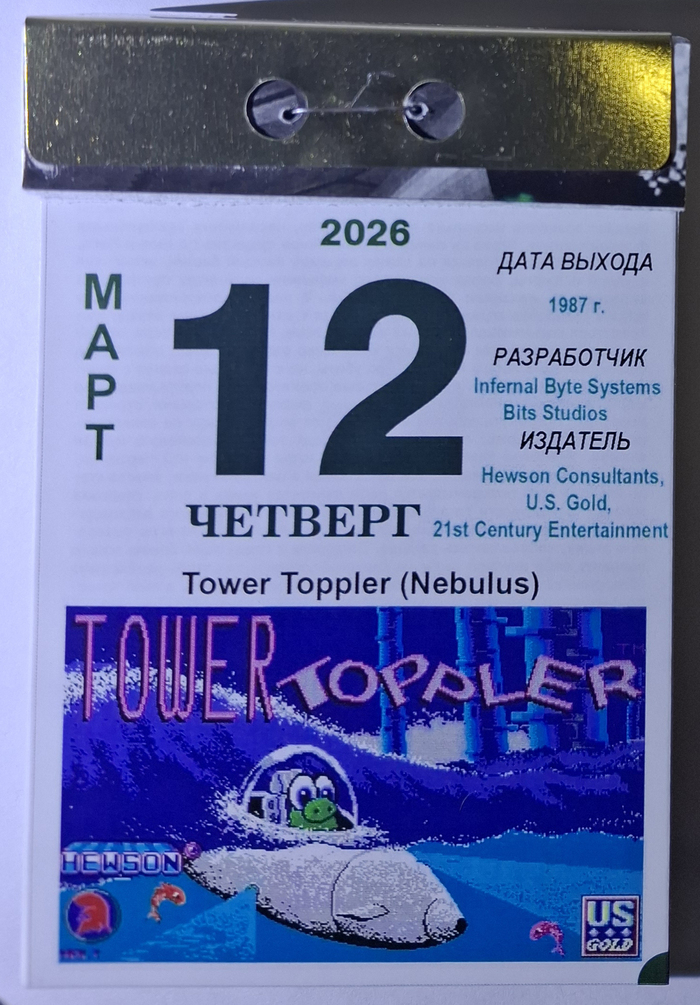 2026
МАРТ
12
ЧЕТВЕРГ
ДАТА ВЫХОДА
1987 г.
РАЗРАБОТЧИК
Infernal Byte Systems
Bits Studios
ИЗДАТЕЛЬ
Hewson Consultants,
U.S. Gold,
21st Century Entertainment
Tower Toppler (Nebulus)
TOWER TOPPLER
HEWSON
US
GOLD